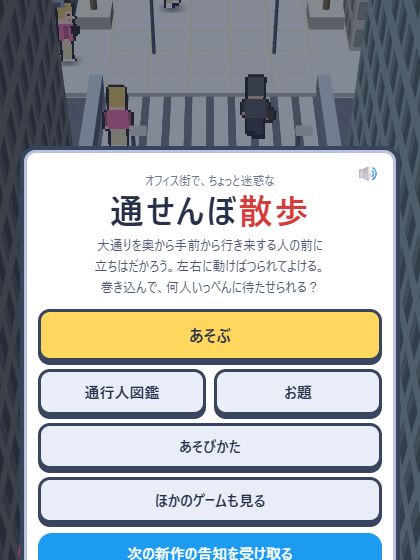 オフィス街で、ちょっと迷惑な
通せんぼ散歩
大通りを奥から手前から行き来する人の前に
立ちはだかろう。左右に動けばつられてよける。
巻き込んで、何人いっぺんに待たせられる？
あそぶ
通行人図鑑
お題
あそびかた
ほかのゲームも見る
次の新作の告知を受け取る